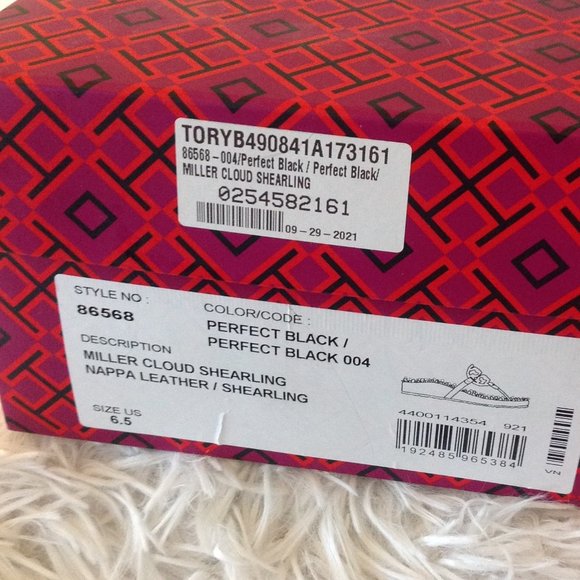 TORYB490841A173161
86568-004/Perfect Black / Perfect Black/
MILLER CLOUD SHEARLING
0254582161
09-29-2021
STYLE NO :
86568
COLOR/CODE :
PERFECT BLACK /
PERFECT BLACK 004
DESCRIPTION
MILLER CLOUD SHEARLING
NAPPA LEATHER / SHEARLING
SIZE US
6.5
4400114354 921
192485965384
VN